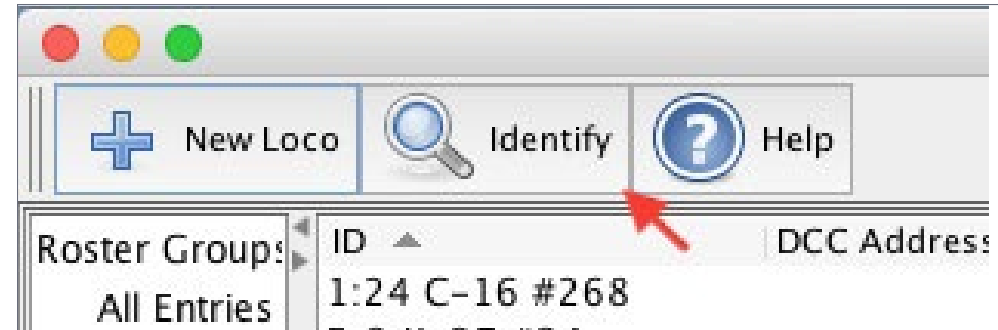 New Loco Identify Help
Roster Groups ID DCC Address
All Entries 1:24 C-16 #268